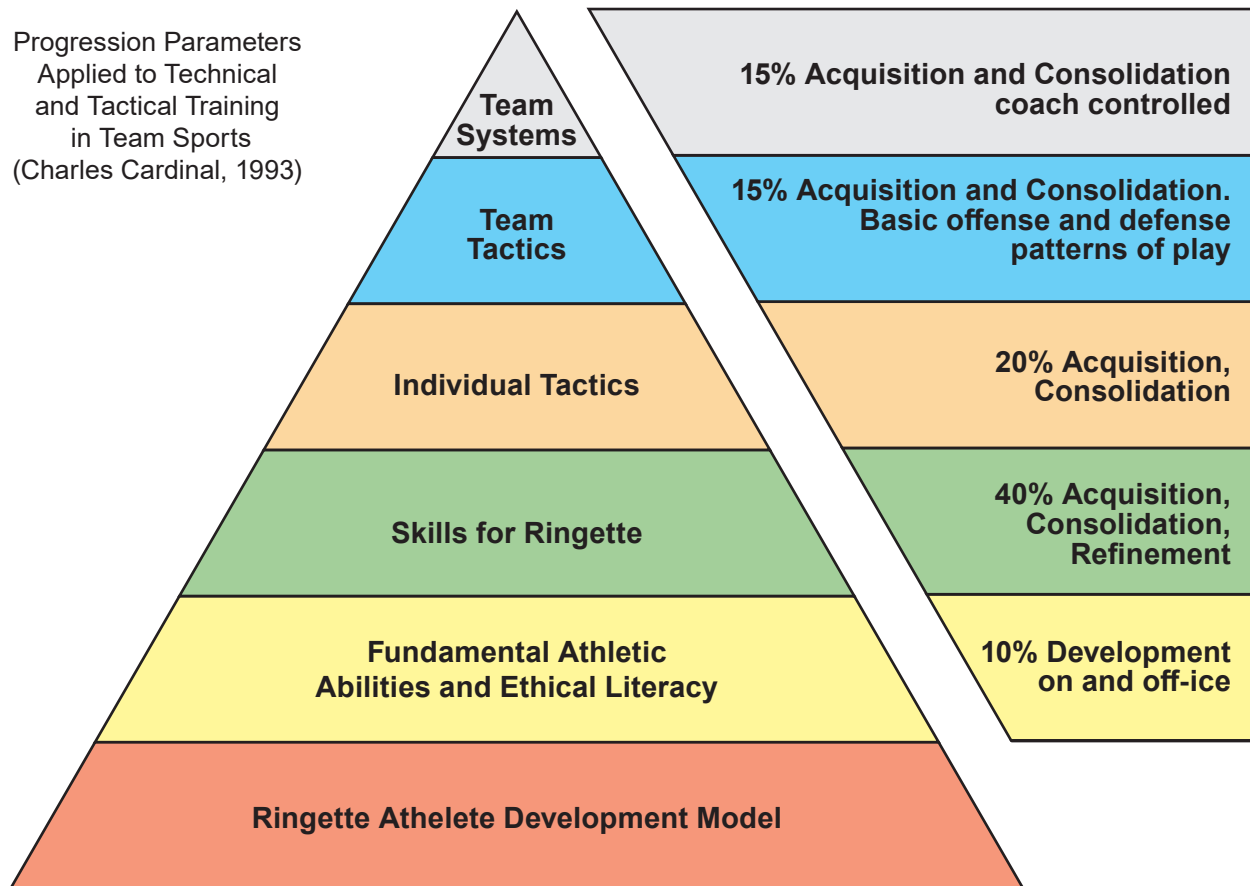 Progression Parameters
Applied to Technical
and Tactical Training
in Team Sports
(Charles Cardinal, 1993)
Team
Systems
15% Acquisition and Consolidation
coach controlled
Team
Tactics
15% Acquisition and Consolidation.
Basic offense and defense
patterns of play
Individual Tactics
20% Acquisition,
Consolidation
Skills for Ringette
40% Acquisition,
Consolidation,
Refinement
Fundamental Athletic
Abilities and Ethical Literacy
10% Development
on and off-ice
Ringette Athelete Development Model